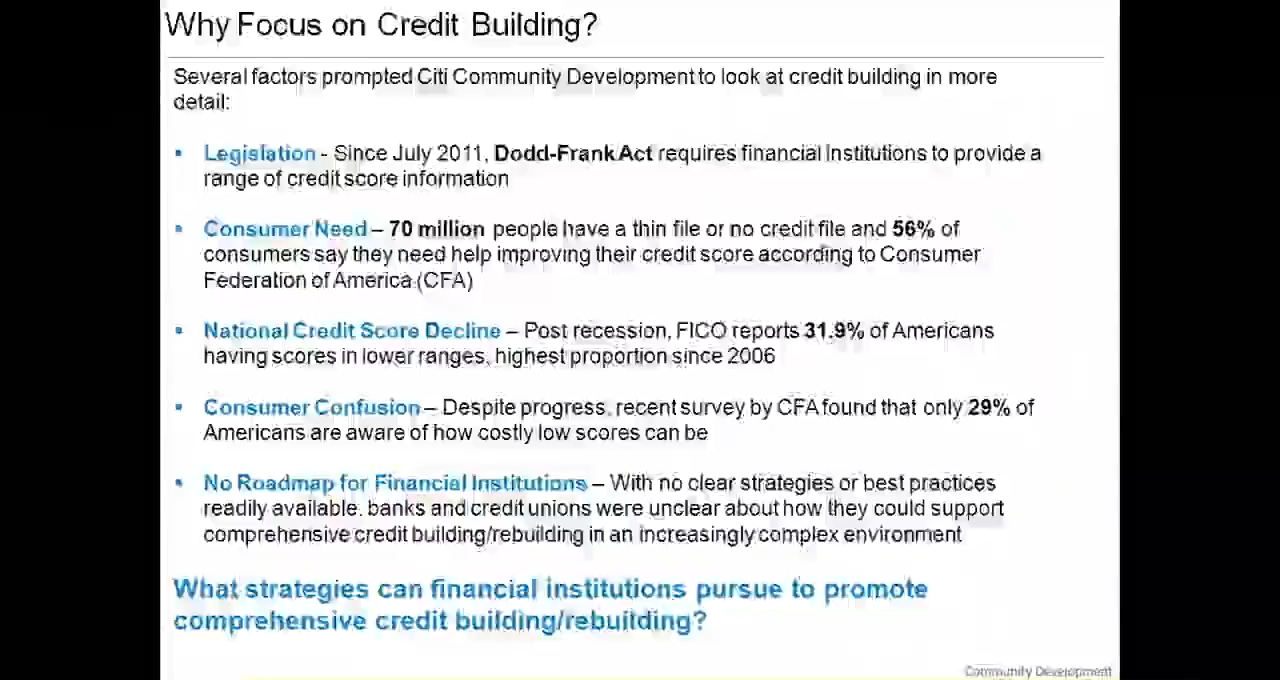 Why Focus on Credit Building?
Several factors prompted Citi Community Development to look at credit building in more
detail:
• Legislation - Since July 2011, Dodd-Frank Act requires financial Institutions to provide a
range of credit score information
• Consumer Need – 70 million people have a thin file or no credit file and 56% of
consumers say they need help improving their credit score according to Consumer
Federation of America (CFA)
• National Credit Score Decline – Post recession, FICO reports 31.9% of Americans
having scores in lower ranges, highest proportion since 2006
• Consumer Confusion – Despite progress, recent survey by CFA found that only 29% of
Americans are aware of how costly low scores can be
• No Roadmap for Financial Institutions – With no clear strategies or best practices
readily available, banks and credit unions were unclear about how they could support
comprehensive credit building/rebuilding in an increasingly complex environment
What strategies can financial institutions pursue to promote
comprehensive credit building/rebuilding?
Community Development